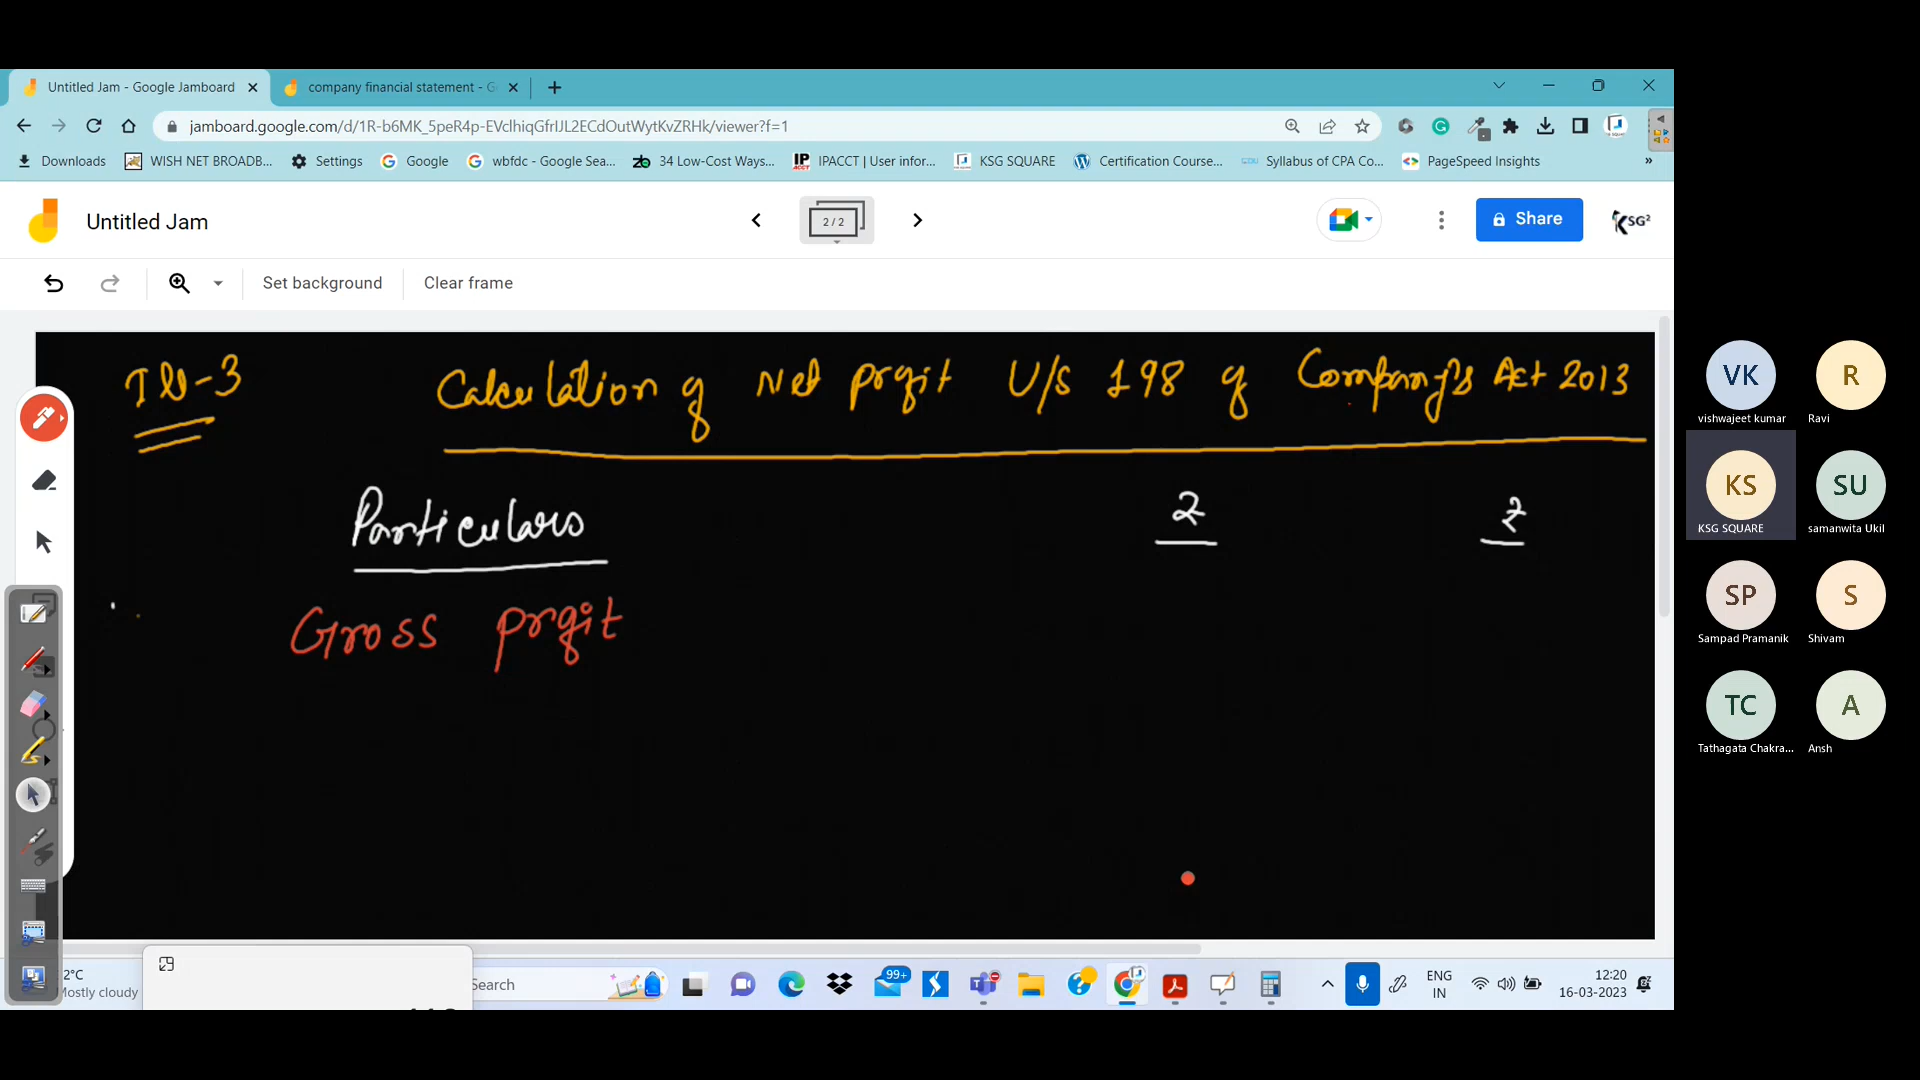 Untitled Jam - Google Jamboard
company financial statement - G
jamboard.google.com/d/1R-b6MK_5peR4p-EVclhiqGfrIJL2ECdOutWytKvZRHk/viewer?f=1
Downloads WISH NET BROADB... Settings Google wbfdc - Google Sea... 34 Low-Cost Ways... IPACCT | User infor... KSG SQUARE Certification Course... Syllabus of CPA Co... PageSpeed Insights »
Untitled Jam
2 / 2
Share
KSG²
Set background
Clear frame
Ill-3 Calculation of Net profit U/S 198 of Company's Act 2013
Particulars ₹ ₹
Gross profit
VK
vishwajeet kumar
R
Ravi
KS
KSG SQUARE
SU
samanwita Ukil
SP
Sampad Pramanik
S
Shivam
TC
Tathagata Chakra...
A
Ansh
2°C
Mostly cloudy
Search
99+
ENG
IN
12:20
16-03-2023